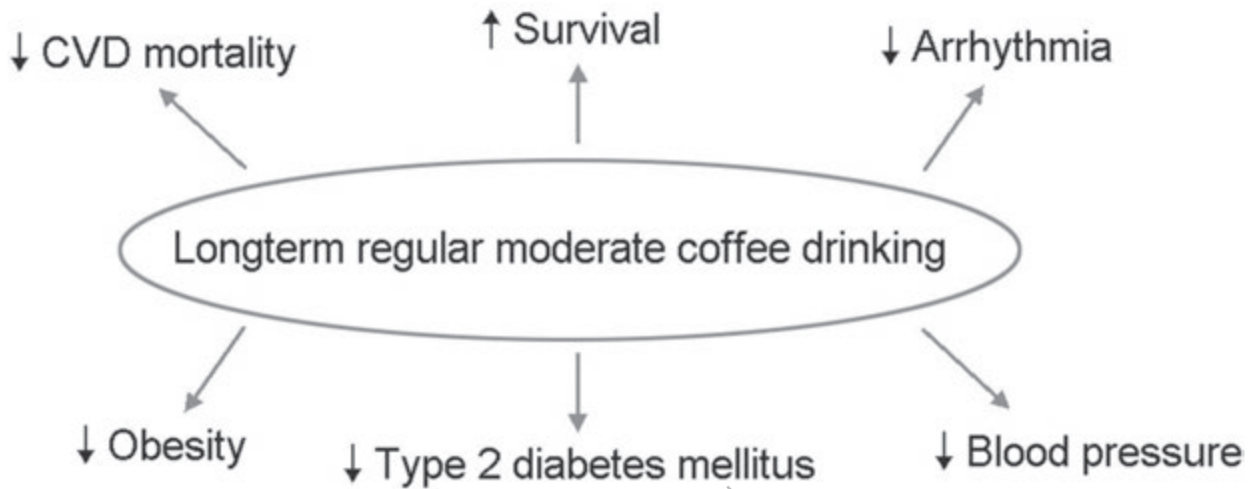 ↓ CVD mortality
↑ Survival
↓ Arrhythmia
Longterm regular moderate coffee drinking
↓ Obesity
↓ Type 2 diabetes mellitus
↓ Blood pressure